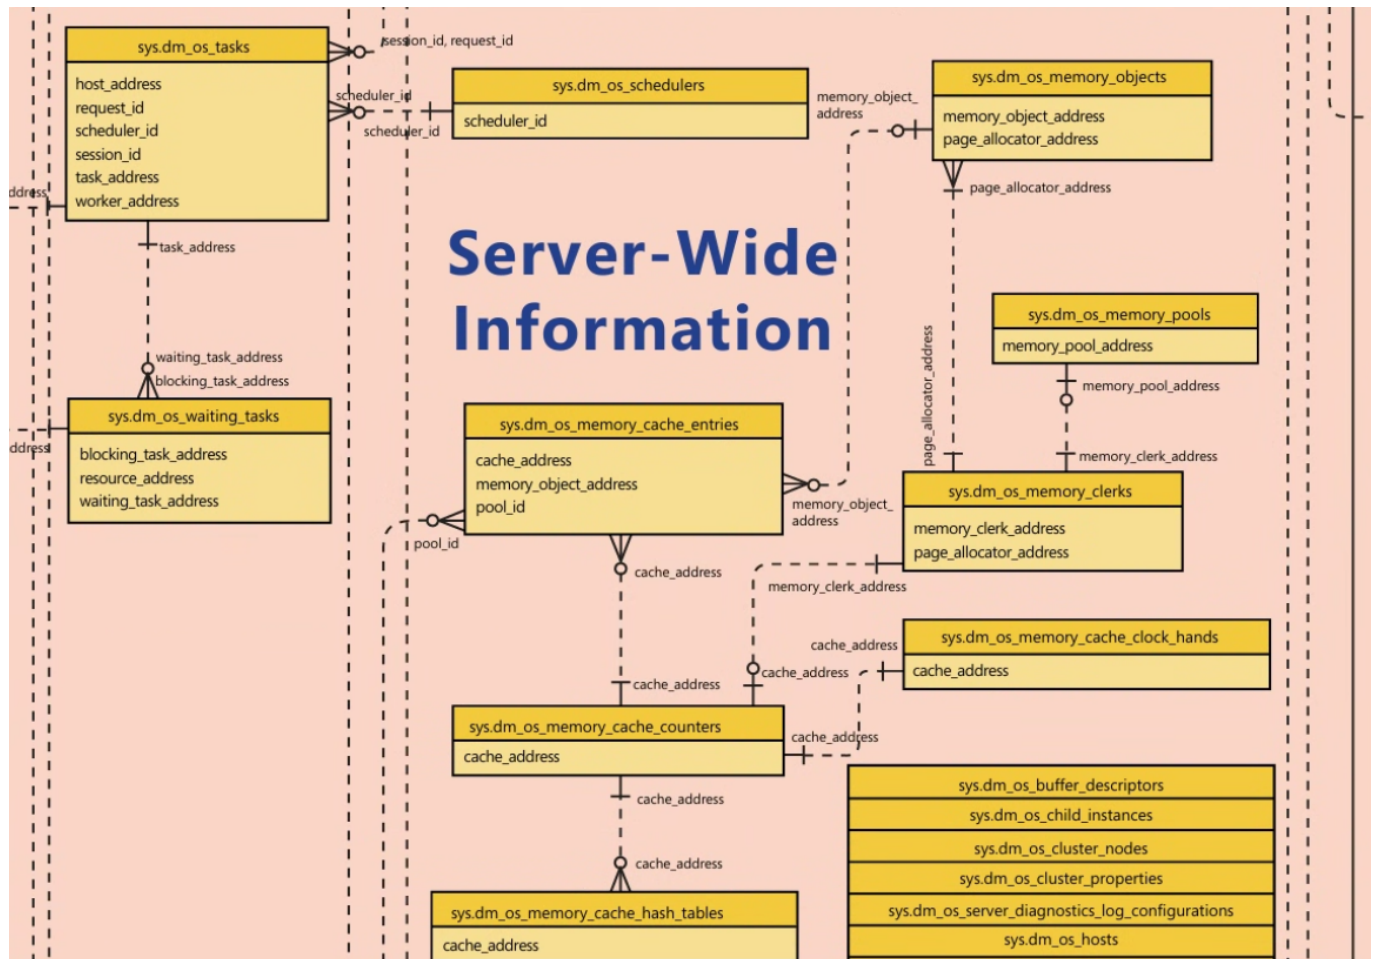 sys.dm_os_tasks
host_address
request_id
scheduler_id
session_id
task_address
worker_address
session_id, request_id
scheduler_id
scheduler_id
sys.dm_os_schedulers
scheduler_id
memory_object_
address
sys.dm_os_memory_objects
memory_object_address
page_allocator_address
page_allocator_address
ddress
task_address
Server-Wide
Information
waiting_task_address
blocking_task_address
sys.dm_os_waiting_tasks
blocking_task_address
resource_address
waiting_task_address
address
sys.dm_os_memory_pools
memory_pool_address
memory_pool_address
page_allocator_address
memory_clerk_address
sys.dm_os_memory_cache_entries
cache_address
memory_object_address
pool_id
memory_object_
address
pool_id
cache_address
sys.dm_os_memory_clerks
memory_clerk_address
page_allocator_address
memory_clerk_address
cache_address
sys.dm_os_memory_cache_clock_hands
cache_address
cache_address
cache_address
sys.dm_os_memory_cache_counters
cache_address
cache_address
cache_address
cache_address
sys.dm_os_memory_cache_hash_tables
cache_address
sys.dm_os_buffer_descriptors
sys.dm_os_child_instances
sys.dm_os_cluster_nodes
sys.dm_os_cluster_properties
sys.dm_os_server_diagnostics_log_configurations
sys.dm_os_hosts